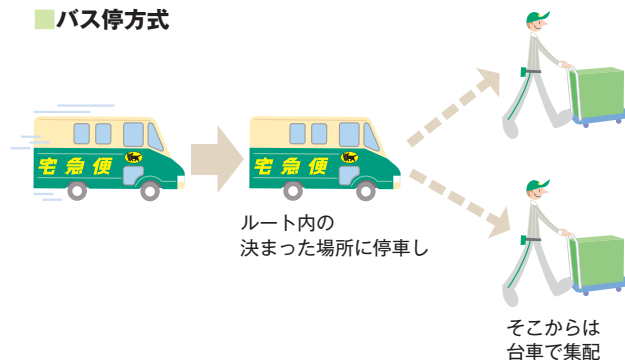 ■バス停方式
宅急便
宅急便
ルート内の
決まった場所に停車し
そこからは
台車で集配